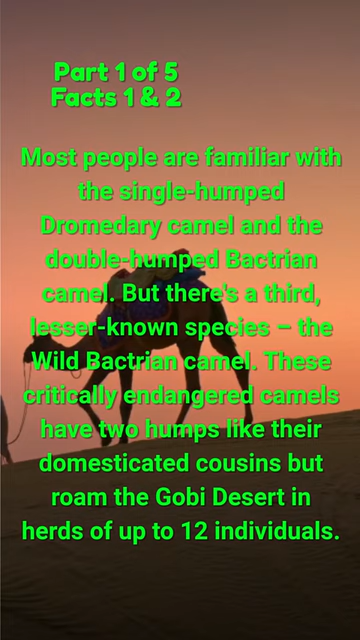 Part 1 of 5
Facts 1 & 2
Most people are familiar with
the single-humped
Dromedary camel and the
double-humped Bactrian
camel. But there's a third,
lesser-known species – the
Wild Bactrian camel. These
critically endangered camels
have two humps like their
domesticated cousins but
roam the Gobi Desert in
herds of up to 12 individuals.